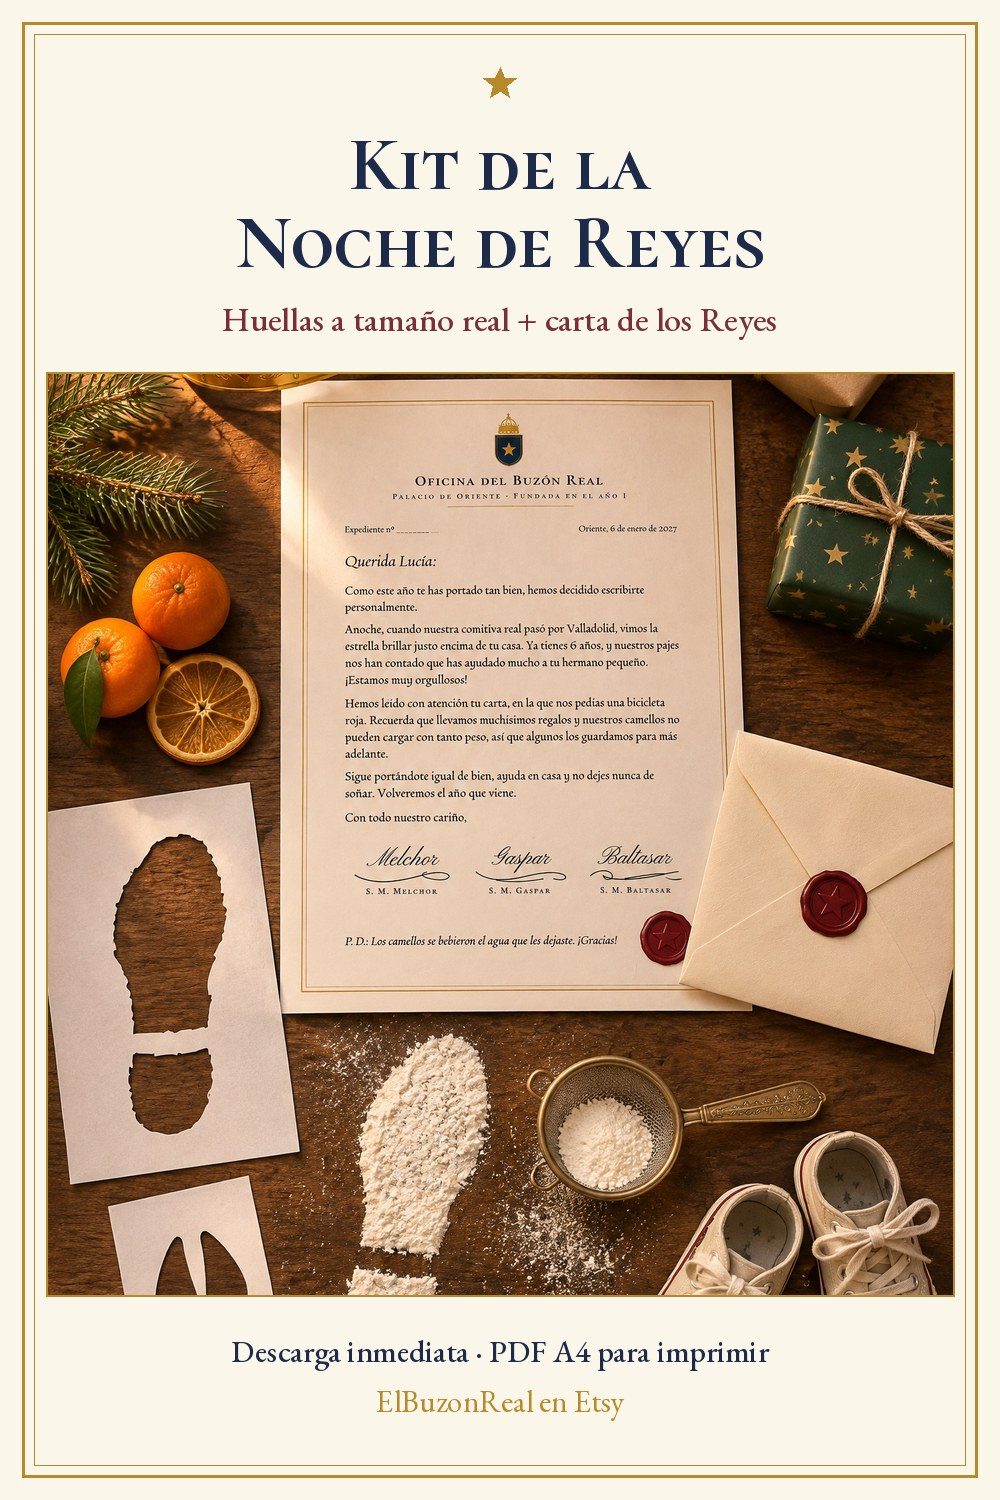 Kit de la
Noche de Reyes
Huellas a tamaño real + carta de los Reyes
Oficina del Buzón Real
Palacio de Oriente · Fundada en el año I
Expediente nº ________
Oriente, 6 de enero de 2027
Querida Lucía:
Como este año te has portado tan bien, hemos decidido escribirte
personalmente.
Anoche, cuando nuestra comitiva real pasó por Valladolid, vimos la
estrella brillar justo encima de tu casa. Ya tienes 6 años, y nuestros pajes
nos han contado que has ayudado mucho a tu hermano pequeño.
¡Estamos muy orgullosos!
Hemos leído con atención tu carta, en la que nos pedías una bicicleta
roja. Recuerda que llevamos muchísimos regalos y nuestros camellos no
pueden cargar con tanto peso, así que algunos los guardamos para más
adelante.
Sigue portándote igual de bien, ayuda en casa y no dejes nunca de
soñar. Volveremos el año que viene.
Con todo nuestro cariño,
Melchor Gaspar Baltasar
S. M. Melchor S. M. Gaspar S. M. Baltasar
P. D.: Los camellos se bebieron el agua que les dejaste. ¡Gracias!
Descarga inmediata · PDF A4 para imprimir
ElBuzonReal en Etsy